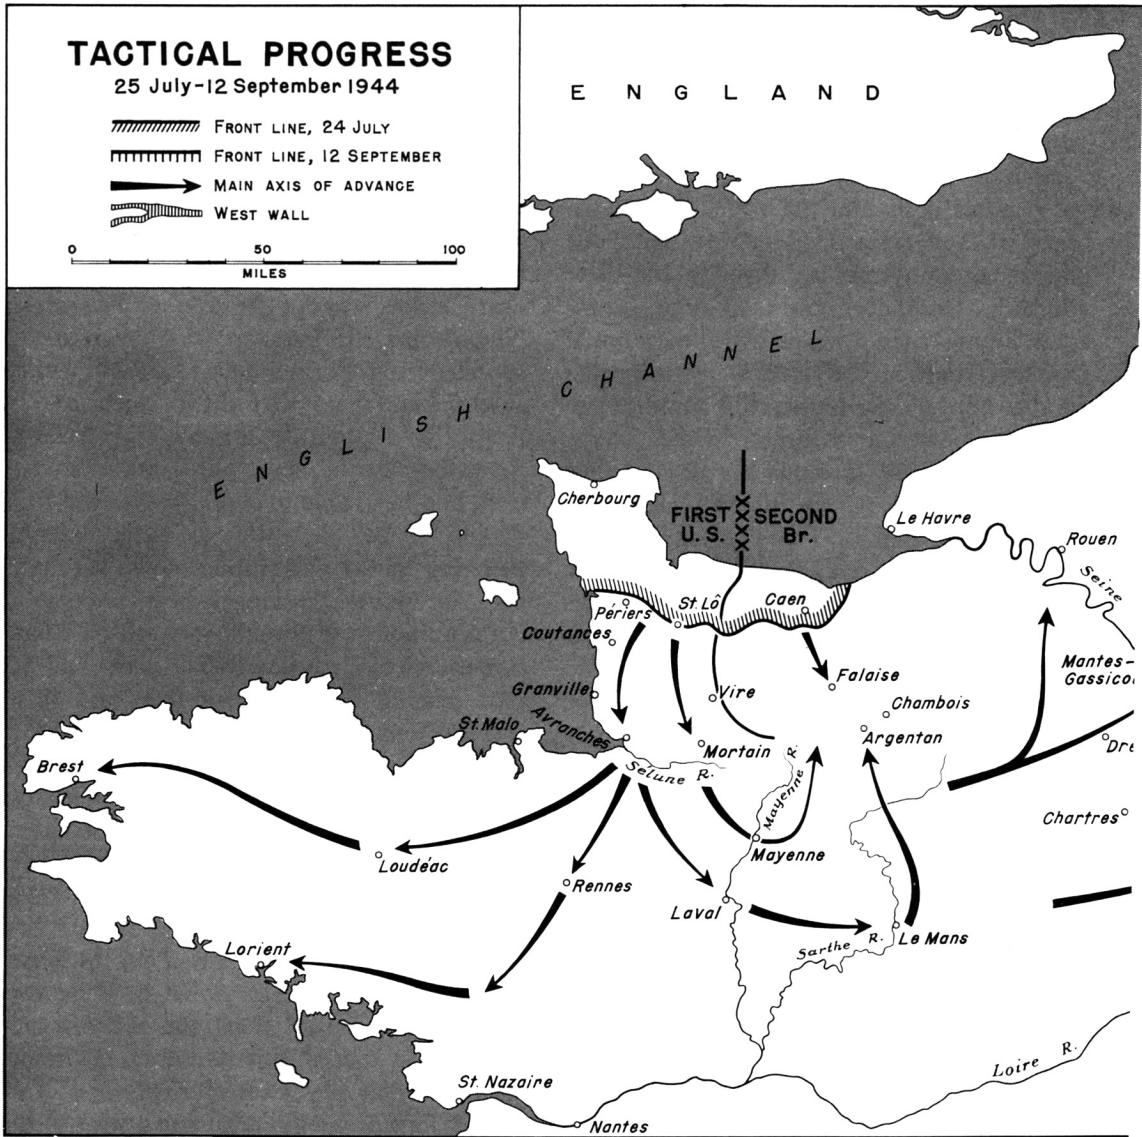 TACTICAL PROGRESS
25 July-12 September 1944
FRONT LINE, 24 JULY
FRONT LINE, 12 SEPTEMBER
MAIN AXIS OF ADVANCE
WEST WALL
0 50 100
MILES
ENGLAND
ENGLISH CHANNEL
Cherbourg
FIRST
U.S.
SECOND
Br.
Le Havre
Rouen
Seine
Périers
St. Lô
Caen
Coutances
Mantes-
Gassicou
Falaise
Granville
Vire
Chambois
St. Malo
Avranches
Mortain
Argentan
Dre
Brest
Sélune R.
Mayenne R.
Chartres
Loudéac
Mayenne
Rennes
Laval
Lorient
Sarthe R.
Le Mans
Loire R.
St. Nazaire
Nantes